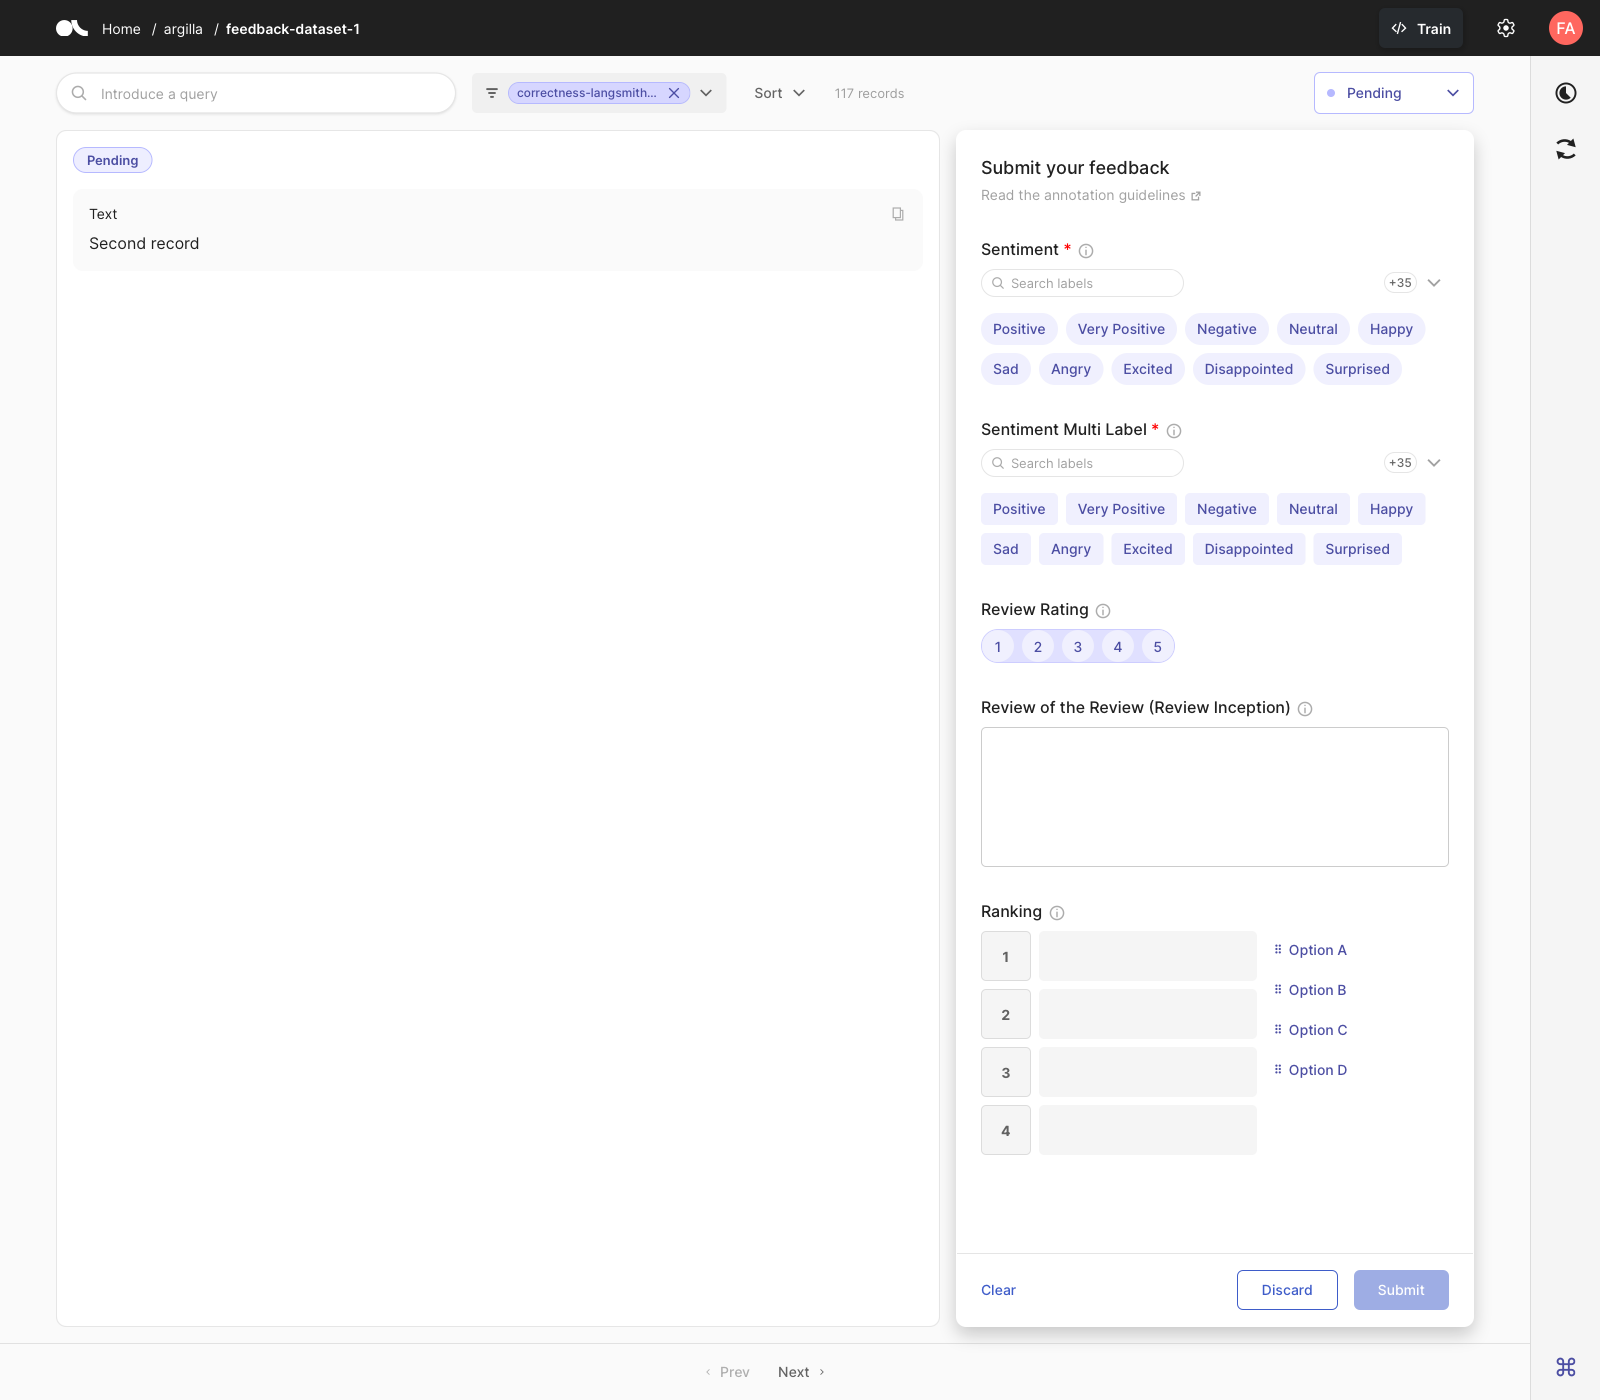 Home / argilla / feedback-dataset-1
Train
FA
Introduce a query
correctness-langsmith...
Sort
117 records
Pending
Pending
Text
Second record
Submit your feedback
Read the annotation guidelines
Sentiment *
Search labels
+35
Positive Very Positive Negative Neutral Happy
Sad Angry Excited Disappointed Surprised
Sentiment Multi Label *
Search labels
+35
Positive Very Positive Negative Neutral Happy
Sad Angry Excited Disappointed Surprised
Review Rating
1 2 3 4 5
Review of the Review (Review Inception)
Ranking
1
2
3
4
Option A
Option B
Option C
Option D
Clear
Discard
Submit
Prev
Next